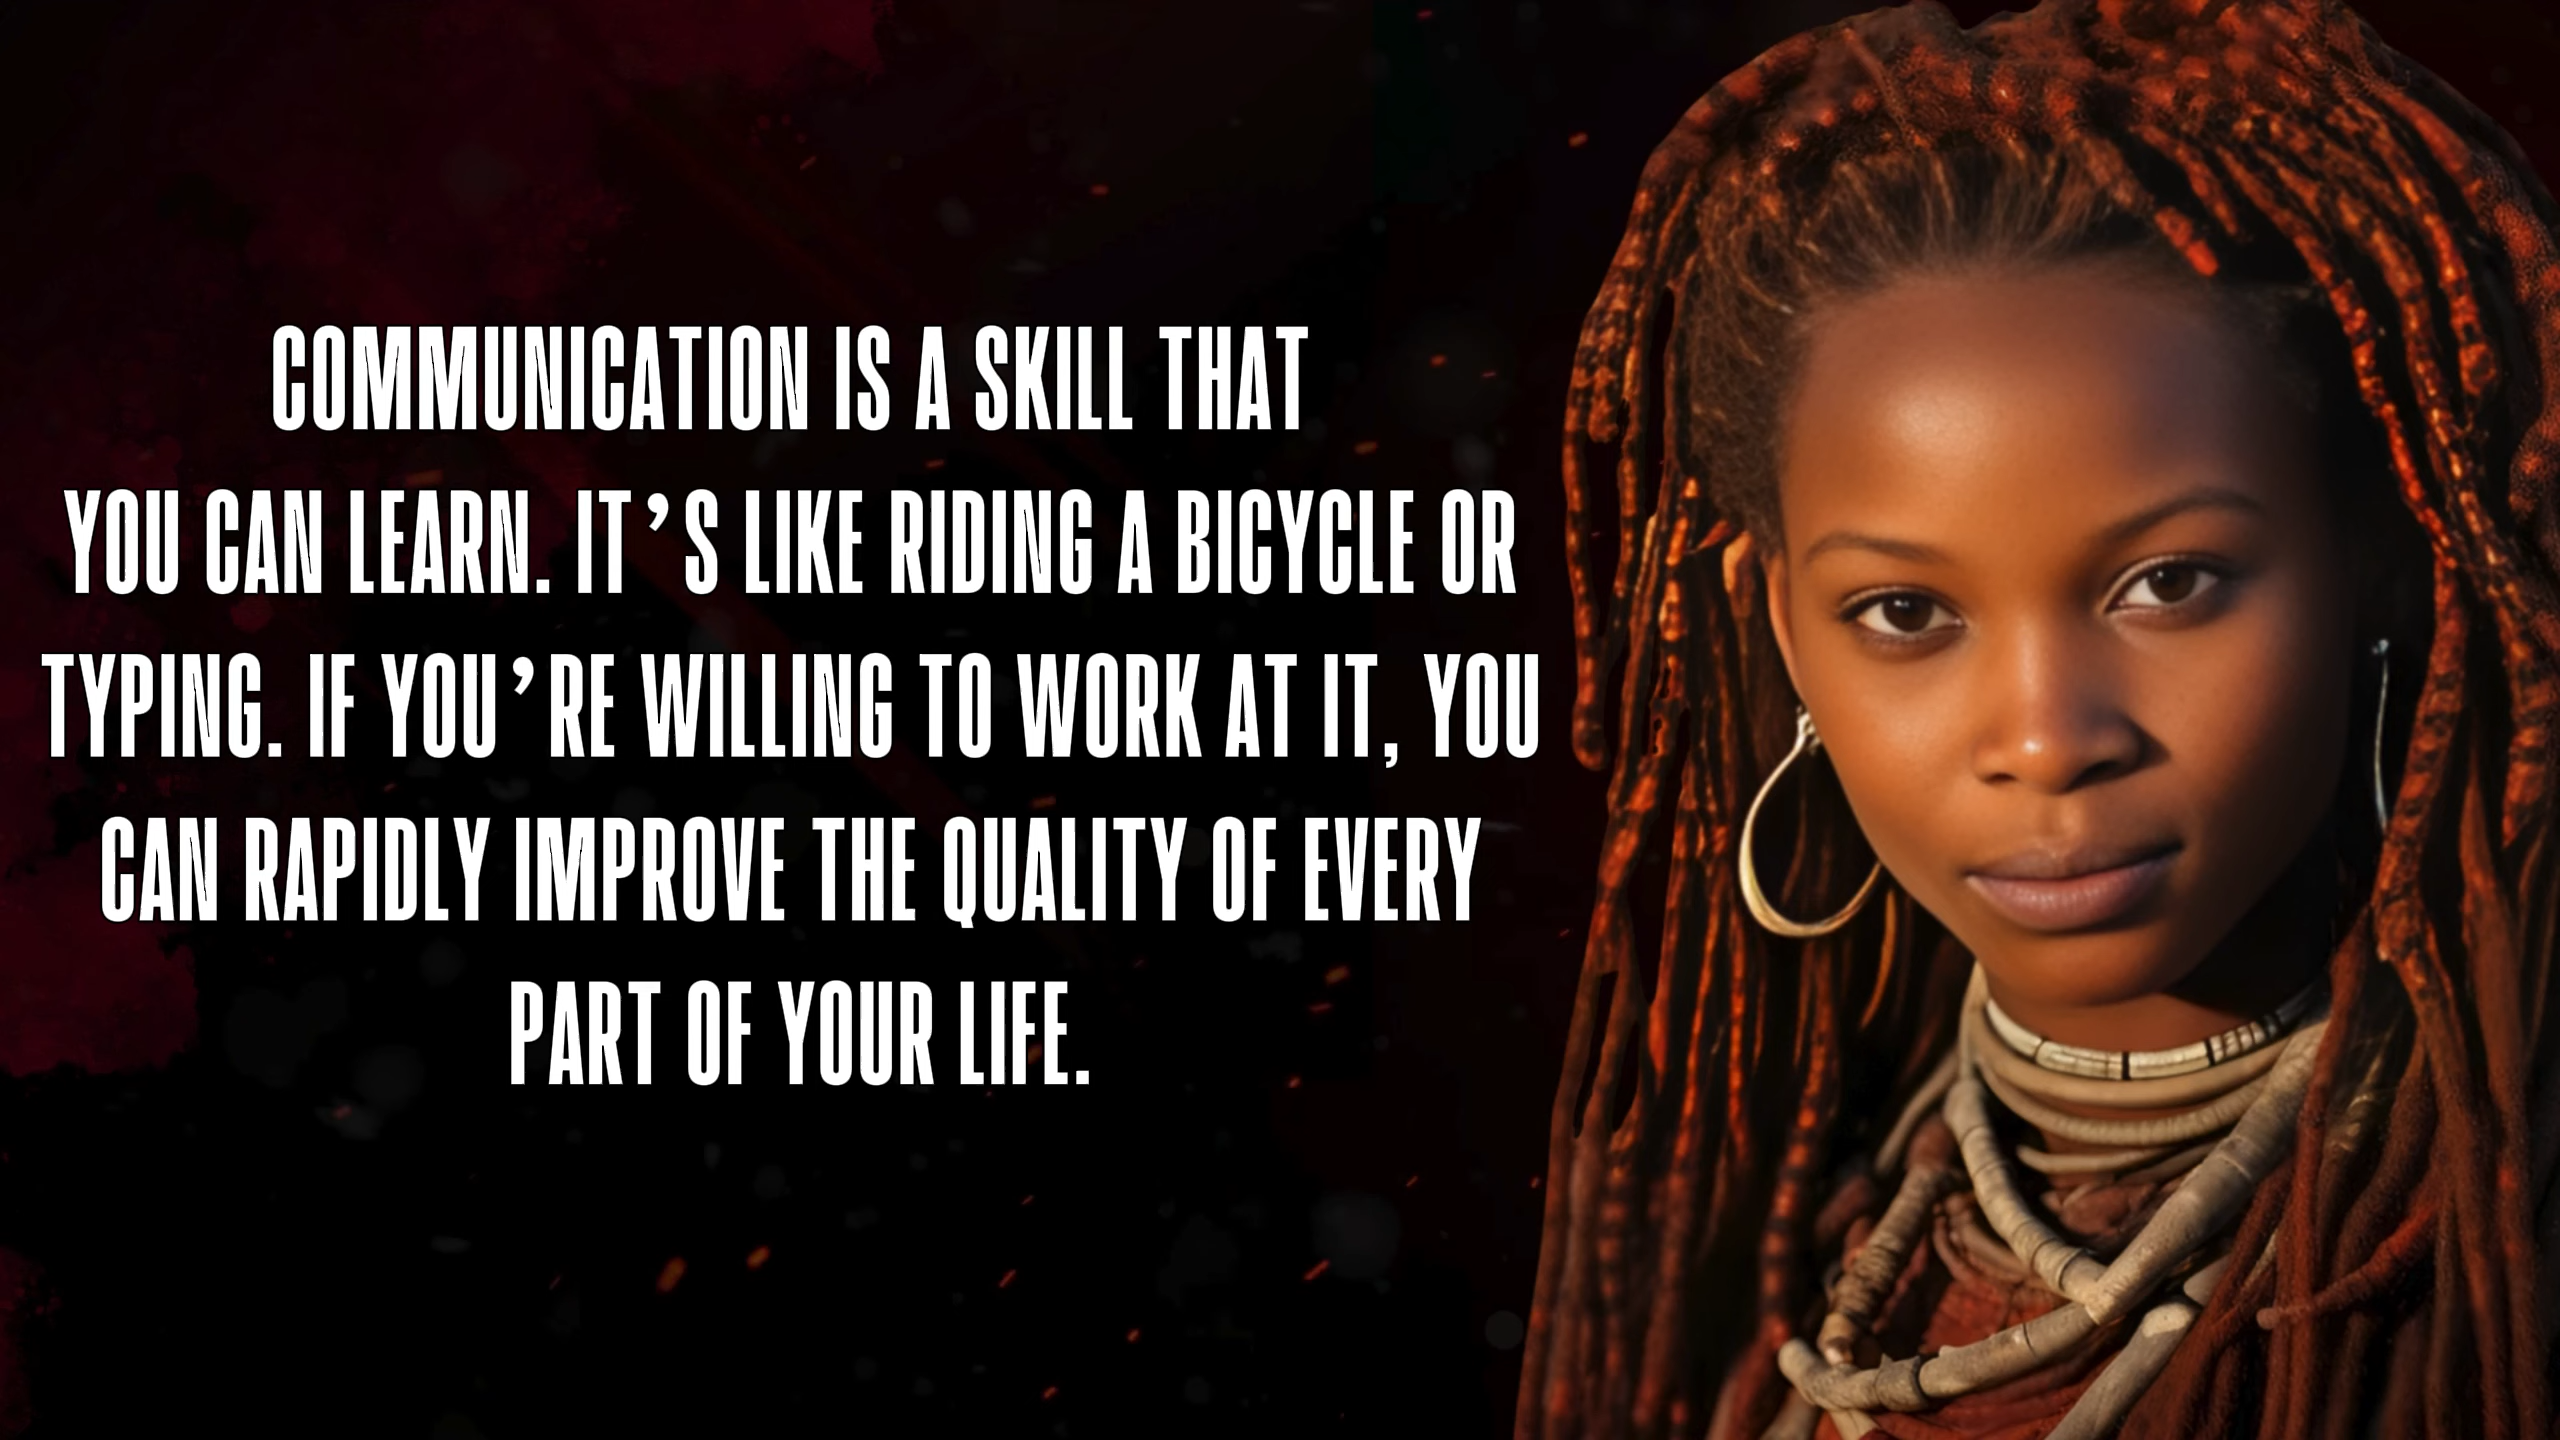 COMMUNICATION IS A SKILL THAT
YOU CAN LEARN. IT’S LIKE RIDING A BICYCLE OR
TYPING. IF YOU’RE WILLING TO WORK AT IT, YOU
CAN RAPIDLY IMPROVE THE QUALITY OF EVERY
PART OF YOUR LIFE.